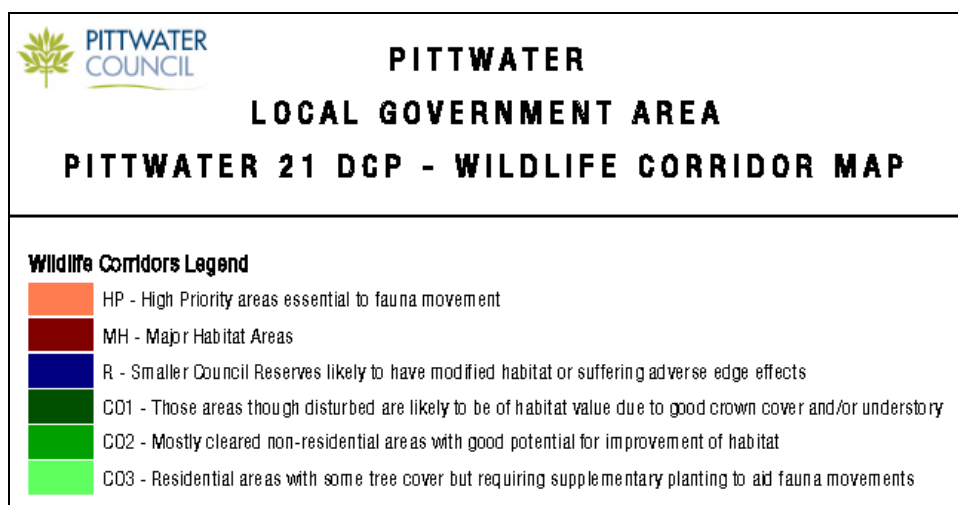 PITTWATER
COUNCIL
PITTWATER
LOCAL GOVERNMENT AREA
PITTWATER 21 DCP - WILDLIFE CORRIDOR MAP
Wildlife Corridors Legend
HP - High Priority areas essential to fauna movement
MH - Major Habitat Areas
R - Smaller Council Reserves likely to have modified habitat or suffering adverse edge effects
CO1 - Those areas though disturbed are likely to be of habitat value due to good crown cover and/or understory
CO2 - Mostly cleared non-residential areas with good potential for improvement of habitat
CO3 - Residential areas with some tree cover but requiring supplementary planting to aid fauna movements